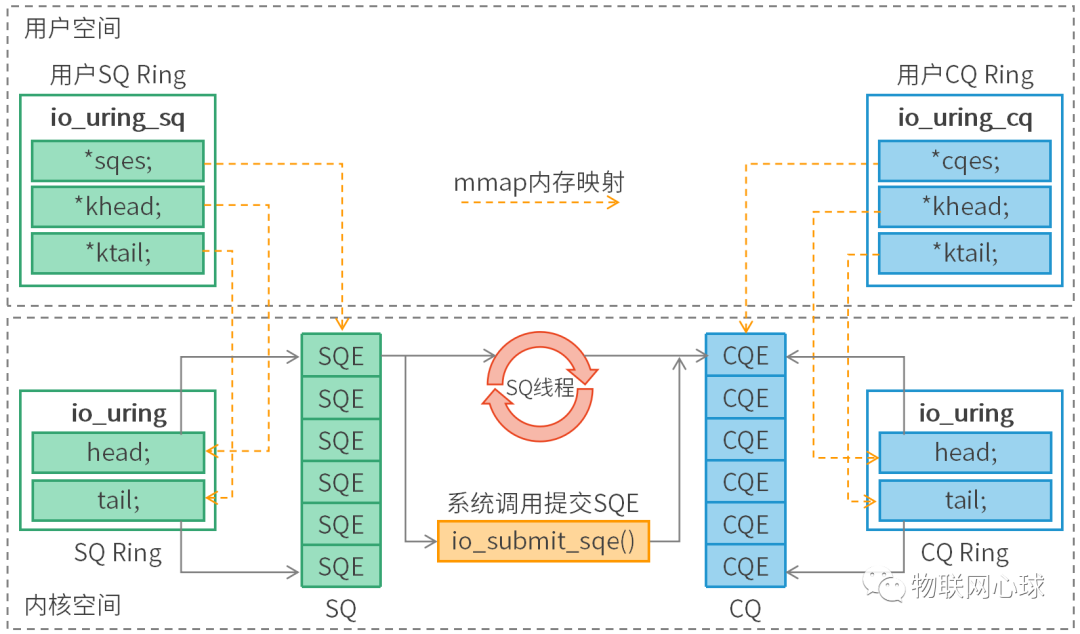 用户空间
用户SQ Ring
io_uring_sq
*sqes;
*khead;
*ktail;
mmap内存映射
用户CQ Ring
io_uring_cq
*cqes;
*khead;
*ktail;
io_uring
head;
tail;
SQ Ring
SQE
SQE
SQE
SQE
SQE
SQE
SQ
SQ线程
系统调用提交SQE
io_submit_sqe()
CQE
CQE
CQE
CQE
CQE
CQE
CQ
io_uring
head;
tail;
CQ Ring
内核空间
物联网心球